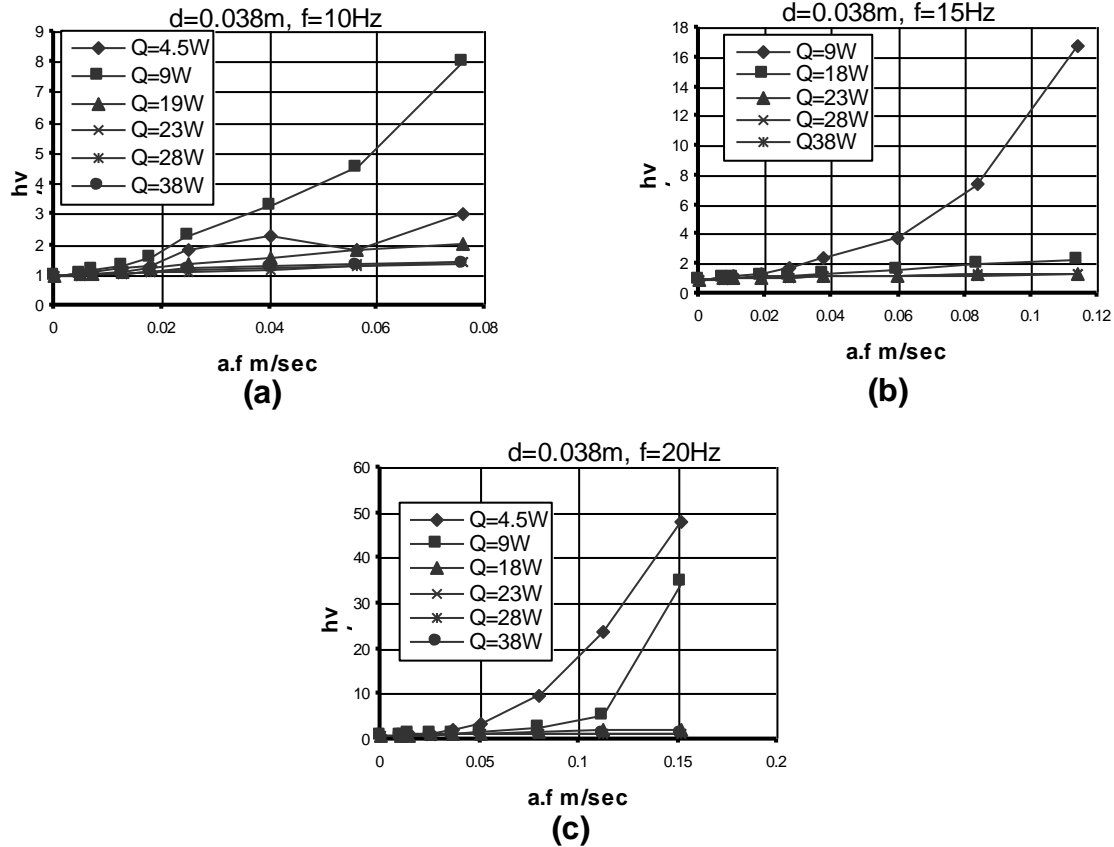 d=0.038m, f=10Hz
9
8
7
6
5
4
3
2
1
0
hv,
Q=4.5W
Q=9W
Q=19W
Q=23W
Q=28W
Q=38W
0 0.02 0.04 0.06 0.08
a.f m/sec
(a)
d=0.038m, f=15Hz
18
16
14
12
10
8
6
4
2
0
hv,
Q=9W
Q=18W
Q=23W
Q=28W
Q38W
0 0.02 0.04 0.06 0.08 0.1 0.12
a.f m/sec
(b)
d=0.038m, f=20Hz
60
50
40
30
20
10
0
hv,
Q=4.5W
Q=9W
Q=18W
Q=23W
Q=28W
Q=38W
0 0.05 0.1 0.15 0.2
a.f m/sec
(c)